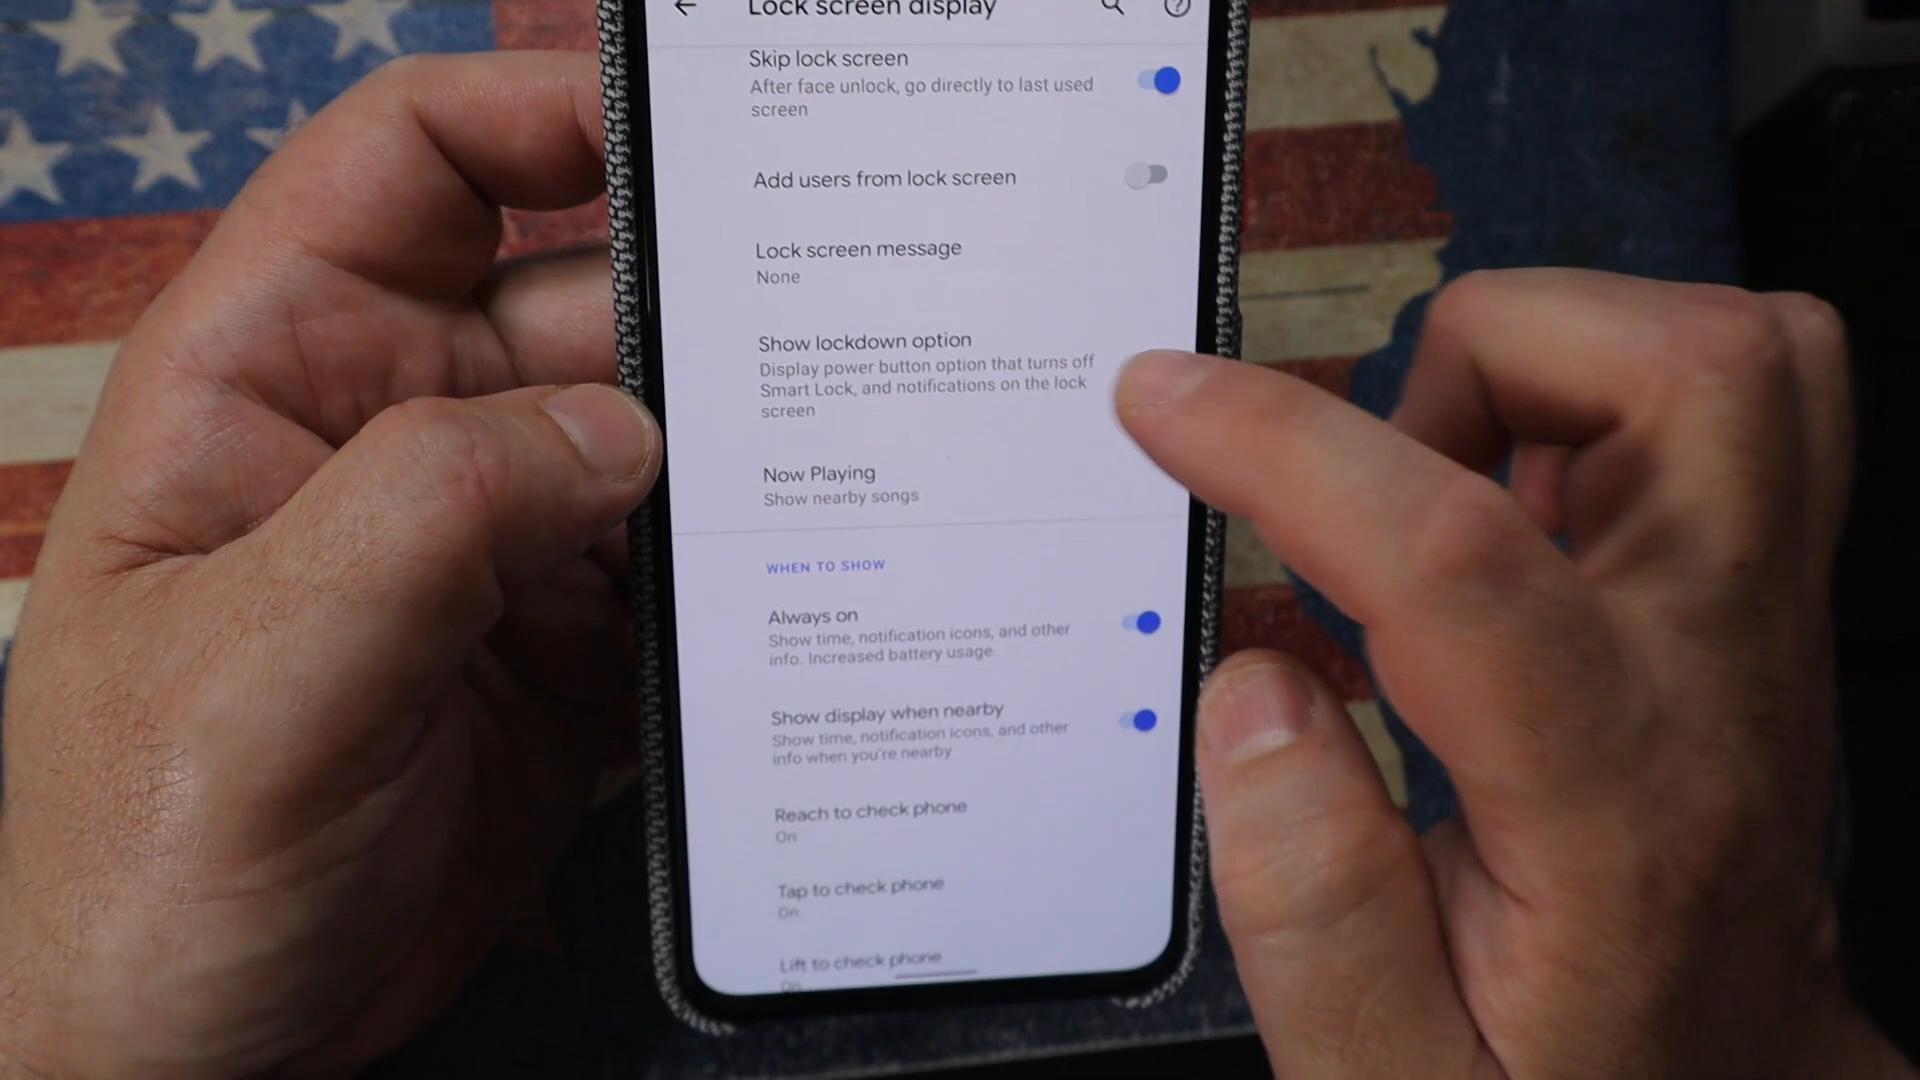 Lock screen display
Skip lock screen
After face unlock, go directly to last used
screen
Add users from lock screen
Lock screen message
None
Show lockdown option
Display power button option that turns off
Smart Lock, and notifications on the lock
screen
Now Playing
Show nearby songs
WHEN TO SHOW
Always on
Show time, notification icons, and other
info. Increased battery usage.
Show display when nearby
Show time, notification icons, and other
info when you're nearby
Reach to check phone
On
Tap to check phone
On
Lift to check phone
On